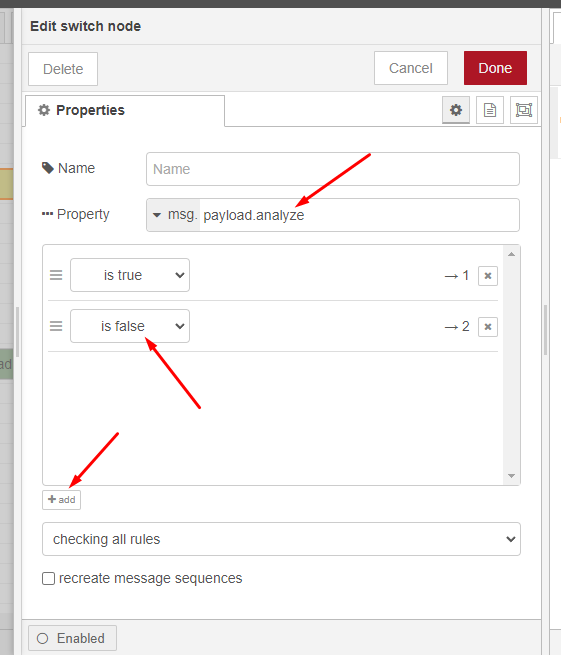 Edit switch node
Delete
Cancel
Done
Properties
Name
Name
Property
msg. payload.analyze
is true
→ 1
is false
→ 2
+ add
checking all rules
recreate message sequences
Enabled
ad